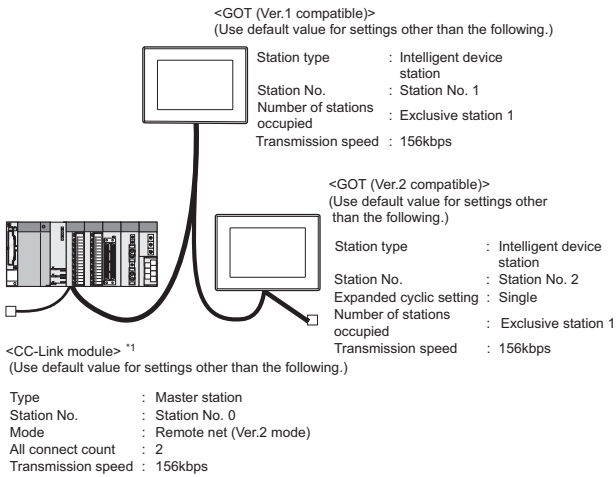 <GOT (Ver.1 compatible)>
(Use default value for settings other than the following.)
Station type : Intelligent device
station
Station No. : Station No. 1
Number of stations
occupied : Exclusive station 1
Transmission speed : 156kbps
<GOT (Ver.2 compatible)>
(Use default value for settings other
than the following.)
Station type : Intelligent device
station
Station No. : Station No. 2
Expanded cyclic setting : Single
Number of stations
occupied : Exclusive station 1
Transmission speed : 156kbps
<CC-Link module> *1
(Use default value for settings other than the following.)
Type : Master station
Station No. : Station No. 0
Mode : Remote net (Ver.2 mode)
All connect count : 2
Transmission speed : 156kbps